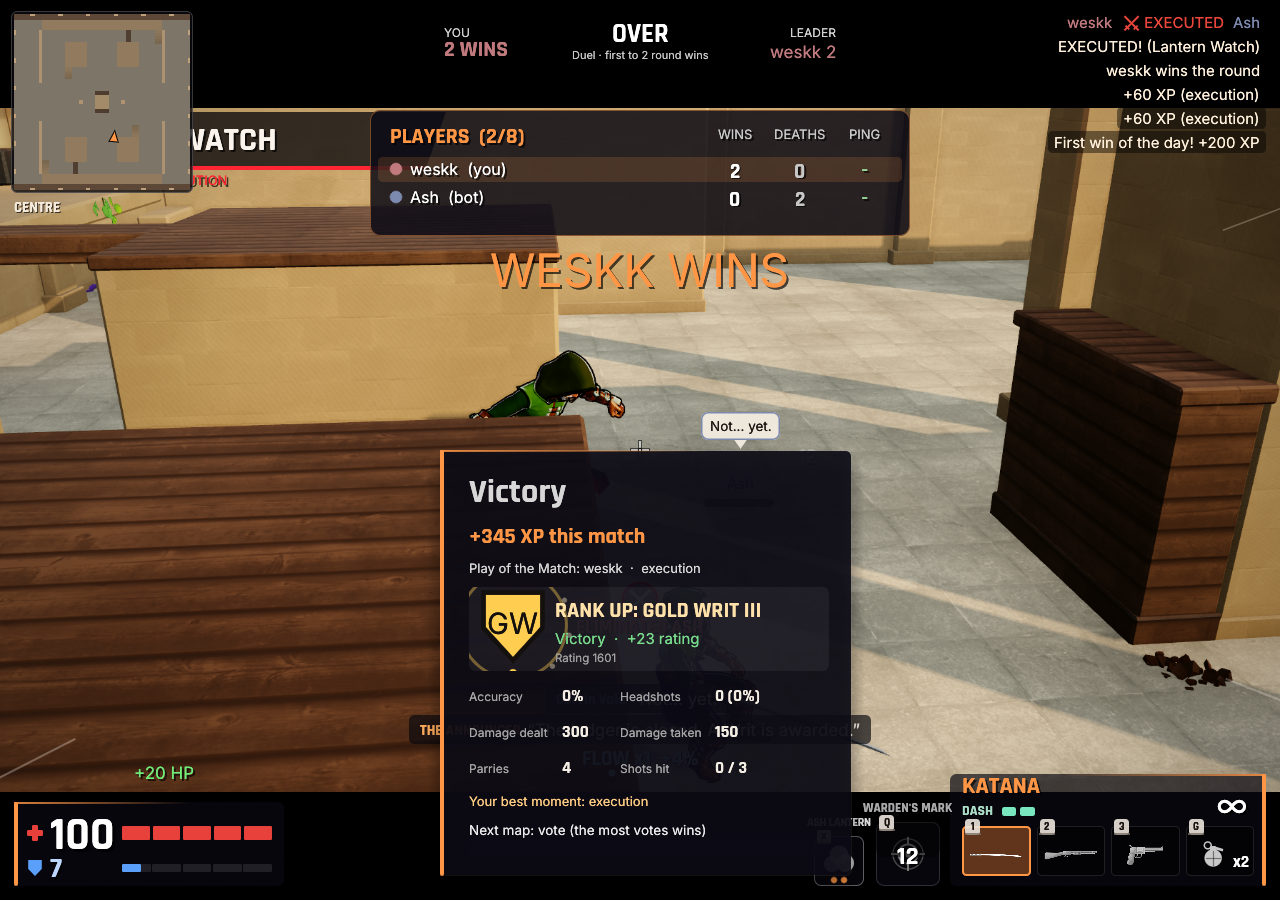 YOU
2 WINS
OVER
Duel · first to 2 round wins
LEADER
weskk 2
weskk EXECUTED Ash
EXECUTED! (Lantern Watch)
weskk wins the round
+60 XP (execution)
+60 XP (execution)
First win of the day! +200 XP
WATCH
CENTRE
PLAYERS (2/8) WINS DEATHS PING
weskk (you) 2 0 -
Ash (bot) 0 2 -
WESKK WINS
Not... yet.
Victory
+345 XP this match
Play of the Match: weskk · execution
GW
RANK UP: GOLD WRIT III
Victory · +23 rating
Rating 1601
Accuracy 0% Headshots 0 (0%)
Damage dealt 300 Damage taken 150
Parries 4 Shots hit 0 / 3
Your best moment: execution
Next map: vote (the most votes wins)
THE
is awarded."
+20 HP
100
7
WARDEN'S MARK
ASH LANTERN
Q
12
KATANA
DASH
∞
1
2
3
G
x2